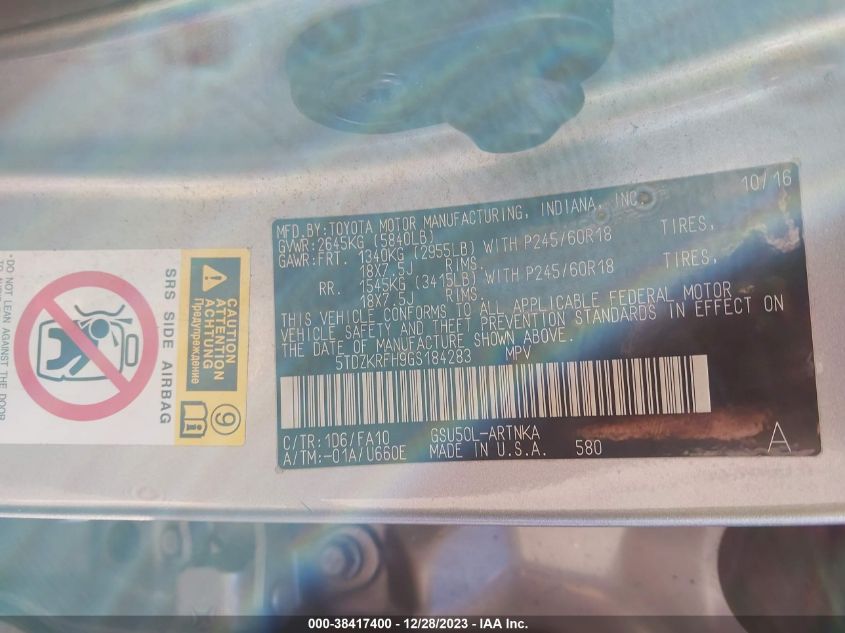 10/16
MFD.BY:TOYOTA MOTOR MANUFACTURING, INDIANA, INC.
GVWR:2645KG (5840LB)
GAWR:FRT. 1340KG (2955LB) WITH P245/60R18 TIRES,
18X7.5J RIMS.
RR. 1545KG (3415LB) WITH P245/60R18 TIRES,
18X7.5J RIMS.
THIS VEHICLE CONFORMS TO ALL APPLICABLE FEDERAL MOTOR
VEHICLE SAFETY AND THEFT PREVENTION STANDARDS IN EFFECT ON
THE DATE OF MANUFACTURE SHOWN ABOVE.
5TDZKRFH9GS184283 MPV
C/TR:1D6/FA10 GSU50L-ARTNKA
A/TM:-01A/U660E MADE IN U.S.A. 580 A
CAUTION
ATTENTION
ACHTUNG
Предупреждение
9
SRS SIDE AIRBAG
•DO NOT LEAN AGAINST THE DOOR
000-38417400 - 12/28/2023 - IAA Inc.